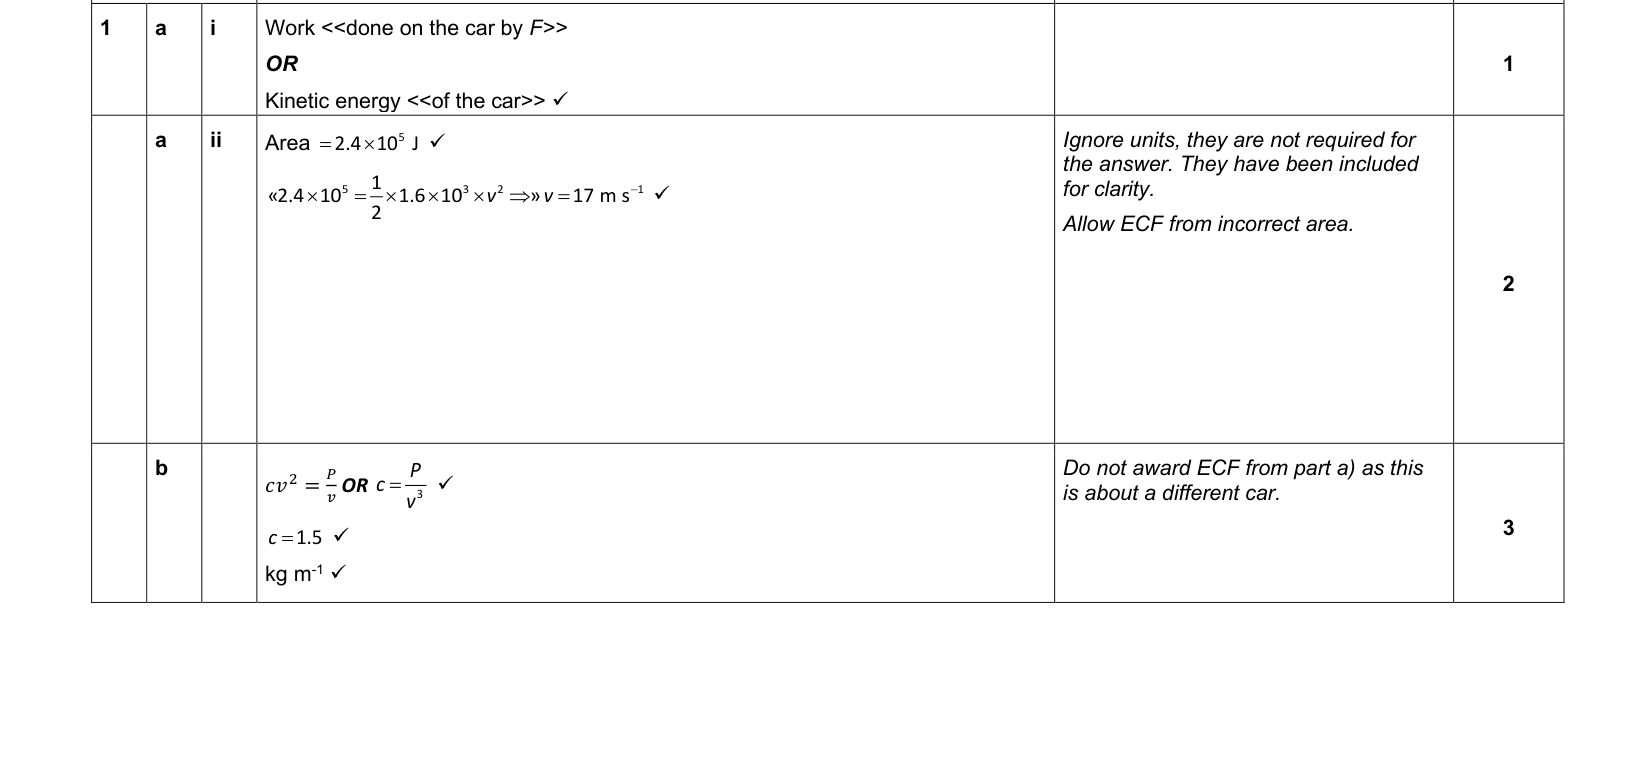 1 a i Work <<done on the car by F>>
OR
1
Kinetic energy <<of the car>> ✓
a ii Area = 2.4×10⁵ J ✓
Ignore units, they are not required for
the answer. They have been included
for clarity.
«2.4×10⁵ = 1/2 ×1.6×10³ ×v² ⇒» v = 17 m s⁻¹ ✓
Allow ECF from incorrect area.
2
b
cv² = P/v OR c = P/v³ ✓
Do not award ECF from part a) as this
is about a different car.
c = 1.5 ✓
3
kg m⁻¹ ✓